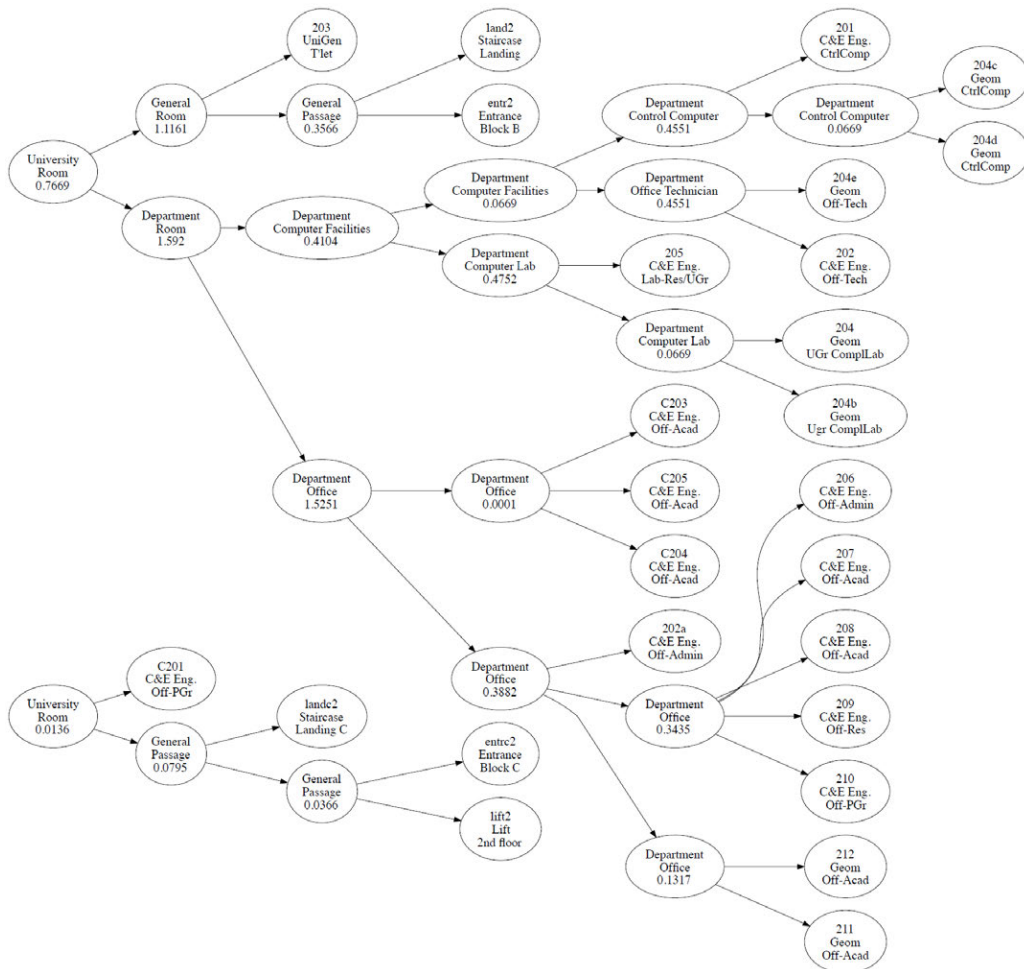 203
UniGen
T'let
land2
Staircase
Landing
201
C&E Eng.
CtrlComp
204c
Geom
CtrlComp
General
Room
1.1161
General
Passage
0.3566
entr2
Entrance
Block B
Department
Control Computer
0.4551
Department
Control Computer
0.0669
204d
Geom
CtrlComp
University
Room
0.7669
Department
Computer Facilities
0.0669
Department
Office Technician
0.4551
204e
Geom
Off-Tech
Department
Room
1.592
Department
Computer Facilities
0.4104
Department
Computer Lab
0.4752
205
C&E Eng.
Lab-Res/UGr
202
C&E Eng.
Off-Tech
Department
Computer Lab
0.0669
204
Geom
UGr ComplLab
204b
Geom
Ugr ComplLab
C203
C&E Eng.
Off-Acad
Department
Office
1.5251
Department
Office
0.0001
C205
C&E Eng.
Off-Acad
206
C&E Eng.
Off-Admin
C204
C&E Eng.
Off-Acad
207
C&E Eng.
Off-Acad
202a
C&E Eng.
Off-Admin
208
C&E Eng.
Off-Acad
C201
C&E Eng.
Off-PGr
Department
Office
0.3882
University
Room
0.0136
landc2
Staircase
Landing C
Department
Office
0.3435
209
C&E Eng.
Off-Res
General
Passage
0.0795
entrc2
Entrance
Block C
General
Passage
0.0366
210
C&E Eng.
Off-PGr
lift2
Lift
2nd floor
Department
Office
0.1317
212
Geom
Off-Acad
211
Geom
Off-Acad